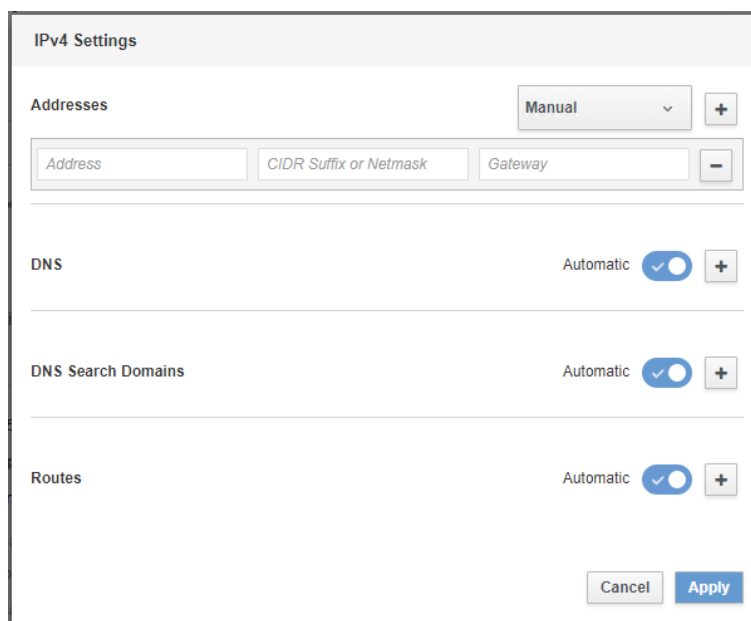 IPv4 Settings
Addresses Manual
Address CIDR Suffix or Netmask Gateway
DNS Automatic
DNS Search Domains Automatic
Routes Automatic
Cancel Apply